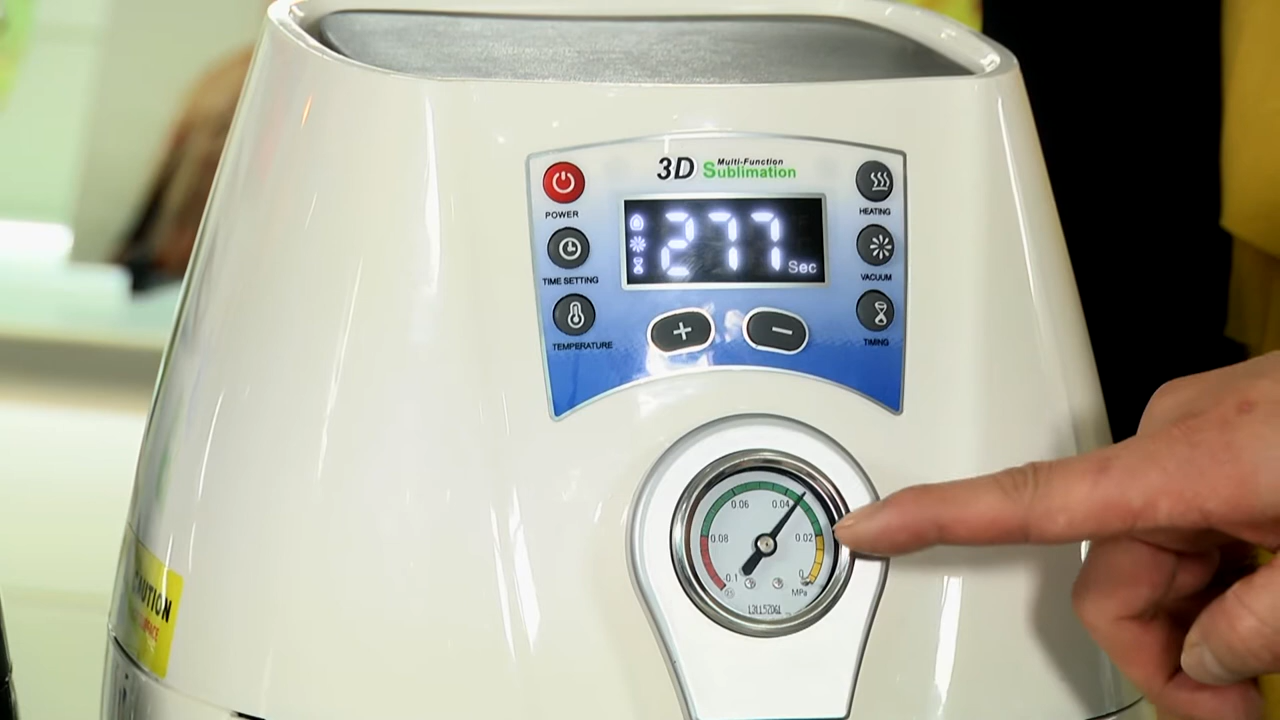 3D Multi-Function
Sublimation
POWER
HEATING
277
Sec
TIME SETTING
VACUUM
TEMPERATURE
TIMING
+
−
0.06
0.04
0.08
0.02
0.1
0
MPa
CAUTION